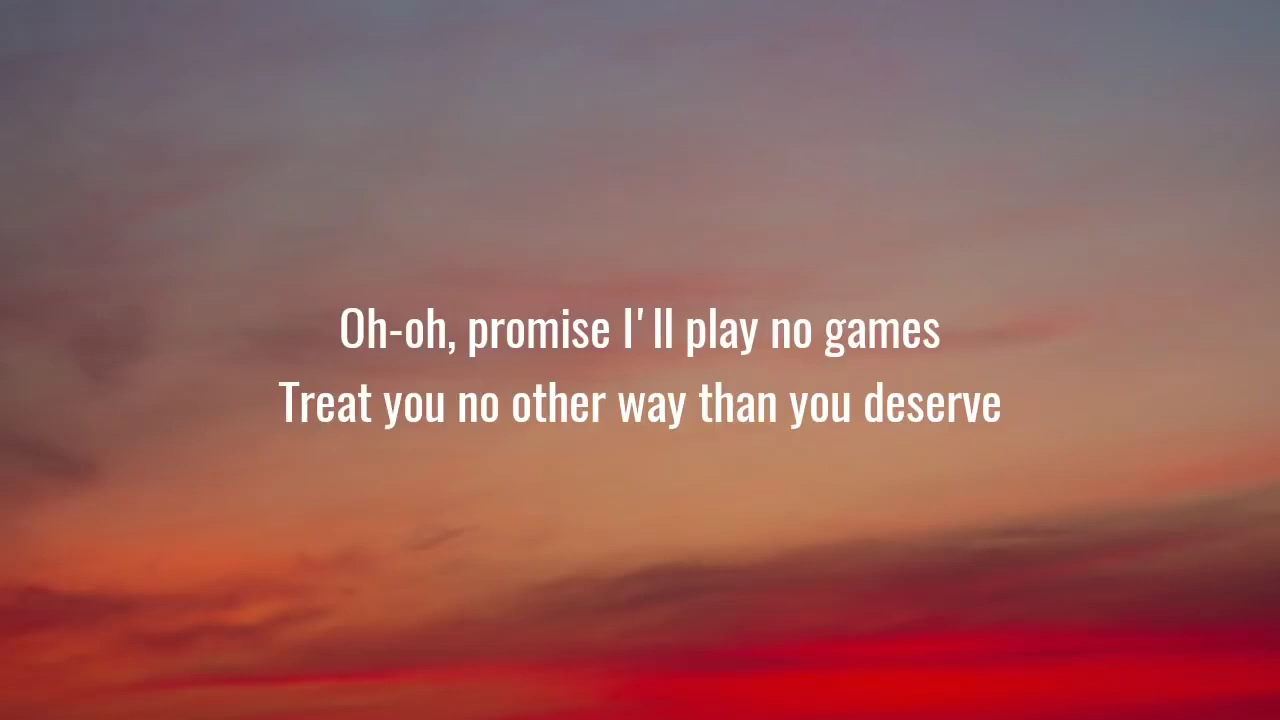 Oh-oh, promise I'll play no games
Treat you no other way than you deserve